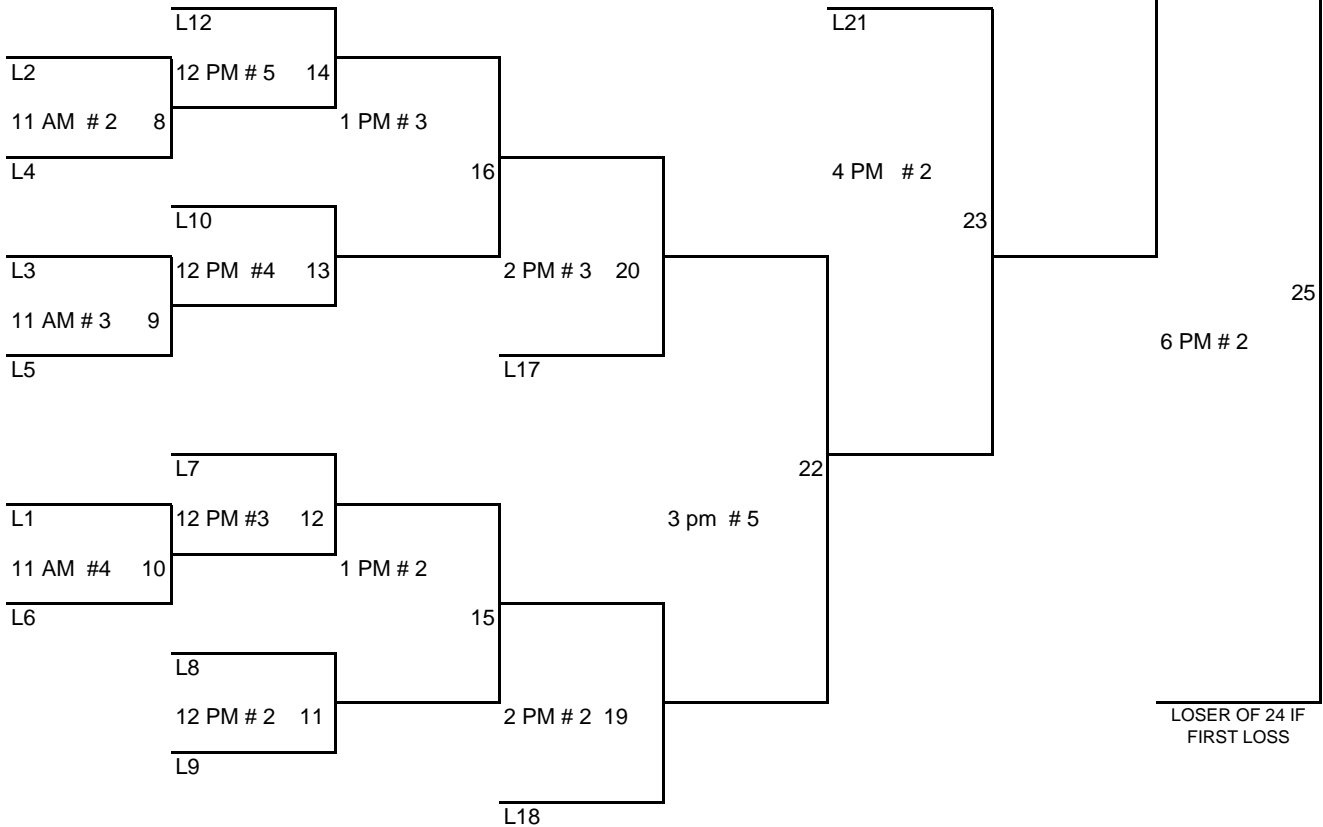 L12
L21
L2
12 PM # 5 14
11 AM # 2 8
1 PM # 3
L4
16
4 PM # 2
L10
23
L3
12 PM #4 13
2 PM # 3 20
25
11 AM # 3 9
6 PM # 2
L5
L17
L7
22
L1
12 PM #3 12
3 pm # 5
11 AM #4 10
1 PM # 2
L6
15
L8
12 PM # 2 11
2 PM # 2 19
LOSER OF 24 IF
FIRST LOSS
L9
L18